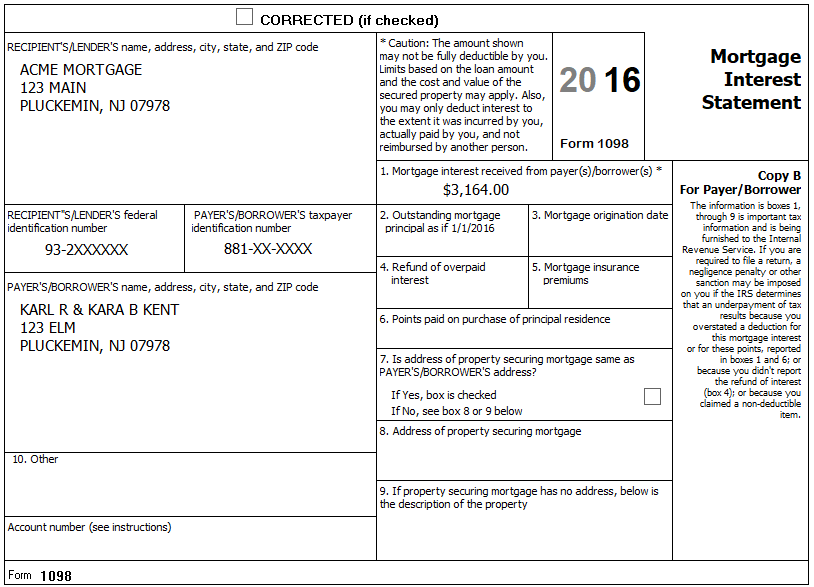 CORRECTED (if checked)
RECIPIENT'S/LENDER'S name, address, city, state, and ZIP code
ACME MORTGAGE
123 MAIN
PLUCKEMIN, NJ 07978
* Caution: The amount shown
may not be fully deductible by you.
Limits based on the loan amount
and the cost and value of the
secured property may apply. Also,
you may only deduct interest to
the extent it was incurred by you,
actually paid by you, and not
reimbursed by another person.
2016
Form 1098
Mortgage
Interest
Statement
1. Mortgage interest received from payer(s)/borrower(s) *
$3,164.00
Copy B
For Payer/Borrower
The information is boxes 1,
through 9 is important tax
information and is being
furnished to the Internal
Revenue Service. If you are
required to file a return, a
negligence penalty or other
sanction may be imposed
on you if the IRS determines
that an underpayment of tax
results because you
overstated a deduction for
this mortgage interest
or for these points, reported
in boxes 1 and 6; or
because you didn't report
the refund of interest
(box 4); or because you
claimed a non-deductible
item.
RECIPIENT"S/LENDER'S federal
identification number
93-2XXXXXX
PAYER'S/BORROWER'S taxpayer
identification number
881-XX-XXXX
2. Outstanding mortgage
principal as if 1/1/2016
3. Mortgage origination date
4. Refund of overpaid
interest
5. Mortgage insurance
premiums
PAYER'S/BORROWER'S name, address, city, state, and ZIP code
KARL R & KARA B KENT
123 ELM
PLUCKEMIN, NJ 07978
6. Points paid on purchase of principal residence
7. Is address of property securing mortgage same as
PAYER'S/BORROWER'S address?
If Yes, box is checked
If No, see box 8 or 9 below
8. Address of property securing mortgage
10. Other
9. If property securing mortgage has no address, below is
the description of the property
Account number (see instructions)
Form 1098